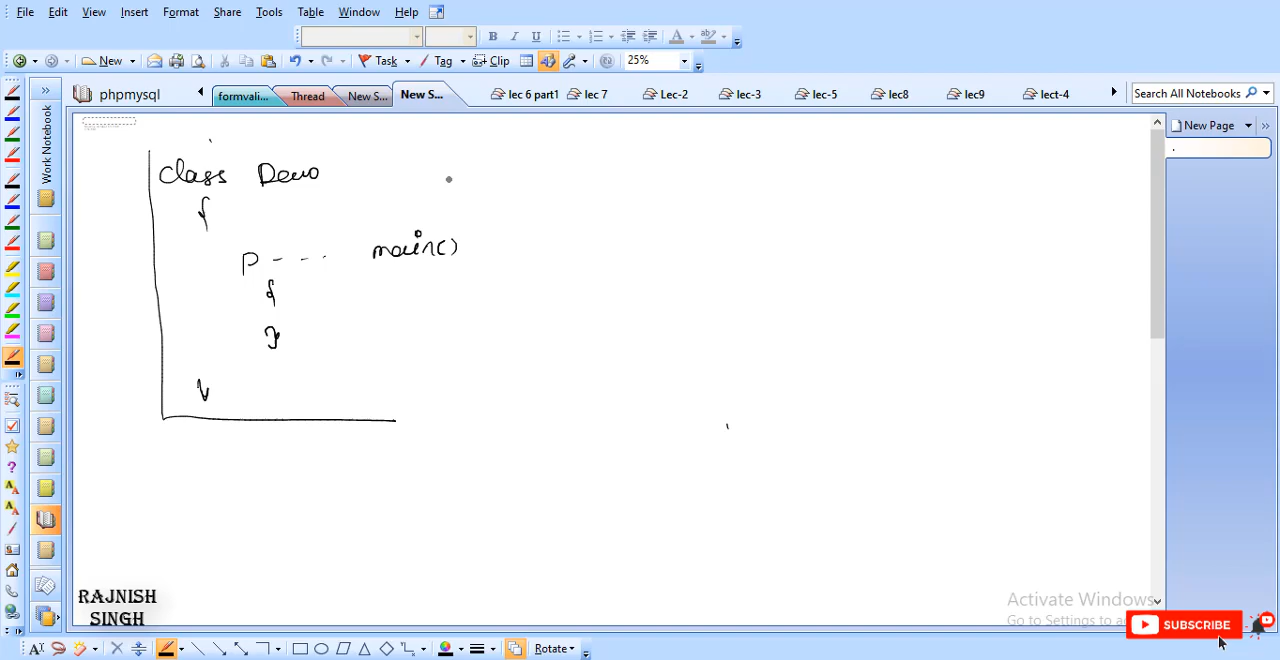 File Edit View Insert Format Share Tools Table Window Help
B I U A ab
New Task Tag Clip 25%
phpmysql formvali... Thread New S... New S... lec 6 part1 lec 7 Lec-2 lec-3 lec-5 lec8 lec9 lect-4 Search All Notebooks
Work Notebook
New Page
class Demo
{
P - - - main()
{
}
RAJNISH
SINGH
Activate Windows
Go to Settings to a
SUBSCRIBE
Rotate